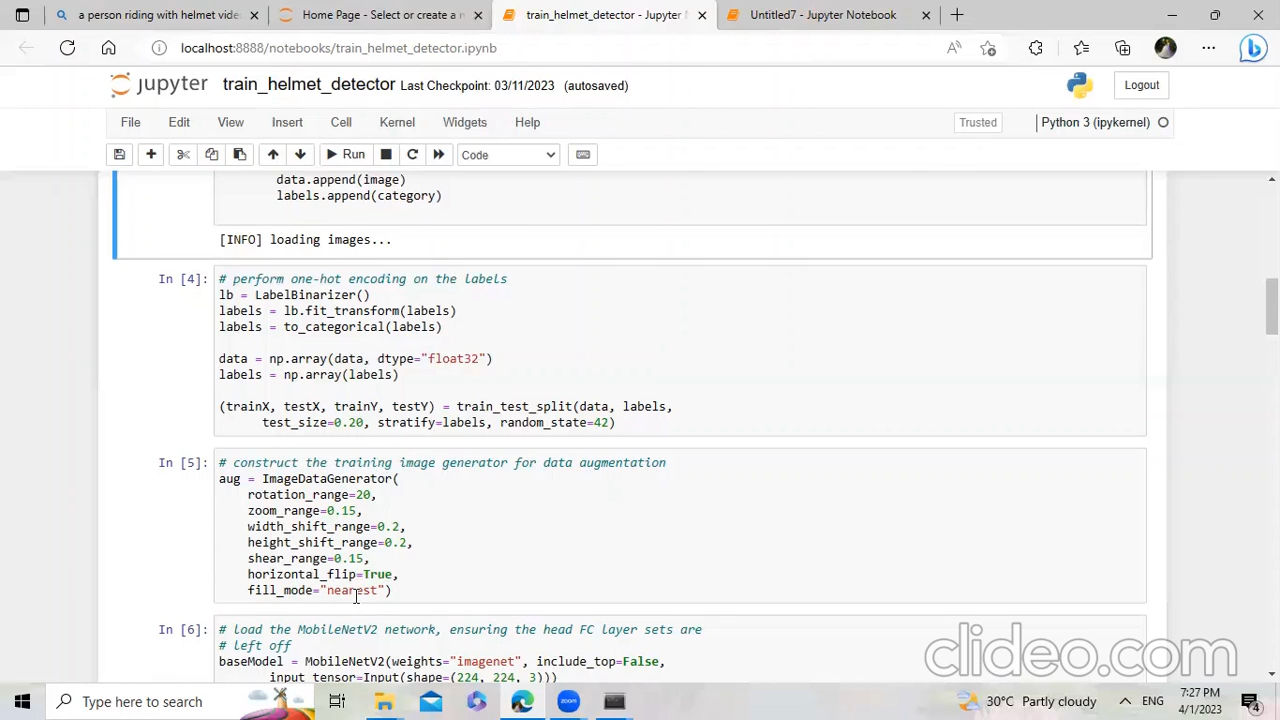 a person riding with helmet video
Home Page - Select or create a n
train_helmet_detector - Jupyter N
Untitled7 - Jupyter Notebook
localhost:8888/notebooks/train_helmet_detector.ipynb
jupyter train_helmet_detector Last Checkpoint: 03/11/2023 (autosaved)
Logout
File Edit View Insert Cell Kernel Widgets Help
Trusted
Python 3 (ipykernel)
Run
Code
data.append(image)
labels.append(category)
[INFO] loading images...
In [4]:
# perform one-hot encoding on the labels
lb = LabelBinarizer()
labels = lb.fit_transform(labels)
labels = to_categorical(labels)
data = np.array(data, dtype="float32")
labels = np.array(labels)
(trainX, testX, trainY, testY) = train_test_split(data, labels,
test_size=0.20, stratify=labels, random_state=42)
In [5]:
# construct the training image generator for data augmentation
aug = ImageDataGenerator(
rotation_range=20,
zoom_range=0.15,
width_shift_range=0.2,
height_shift_range=0.2,
shear_range=0.15,
horizontal_flip=True,
fill_mode="nearest")
In [6]:
# load the MobileNetV2 network, ensuring the head FC layer sets are
# left off
baseModel = MobileNetV2(weights="imagenet", include_top=False,
input_tensor=Input(shape=(224, 224, 3)))
clideo.com
Type here to search
zoom
30°C Partly cloudy
ENG
7:27 PM
4/1/2023
4